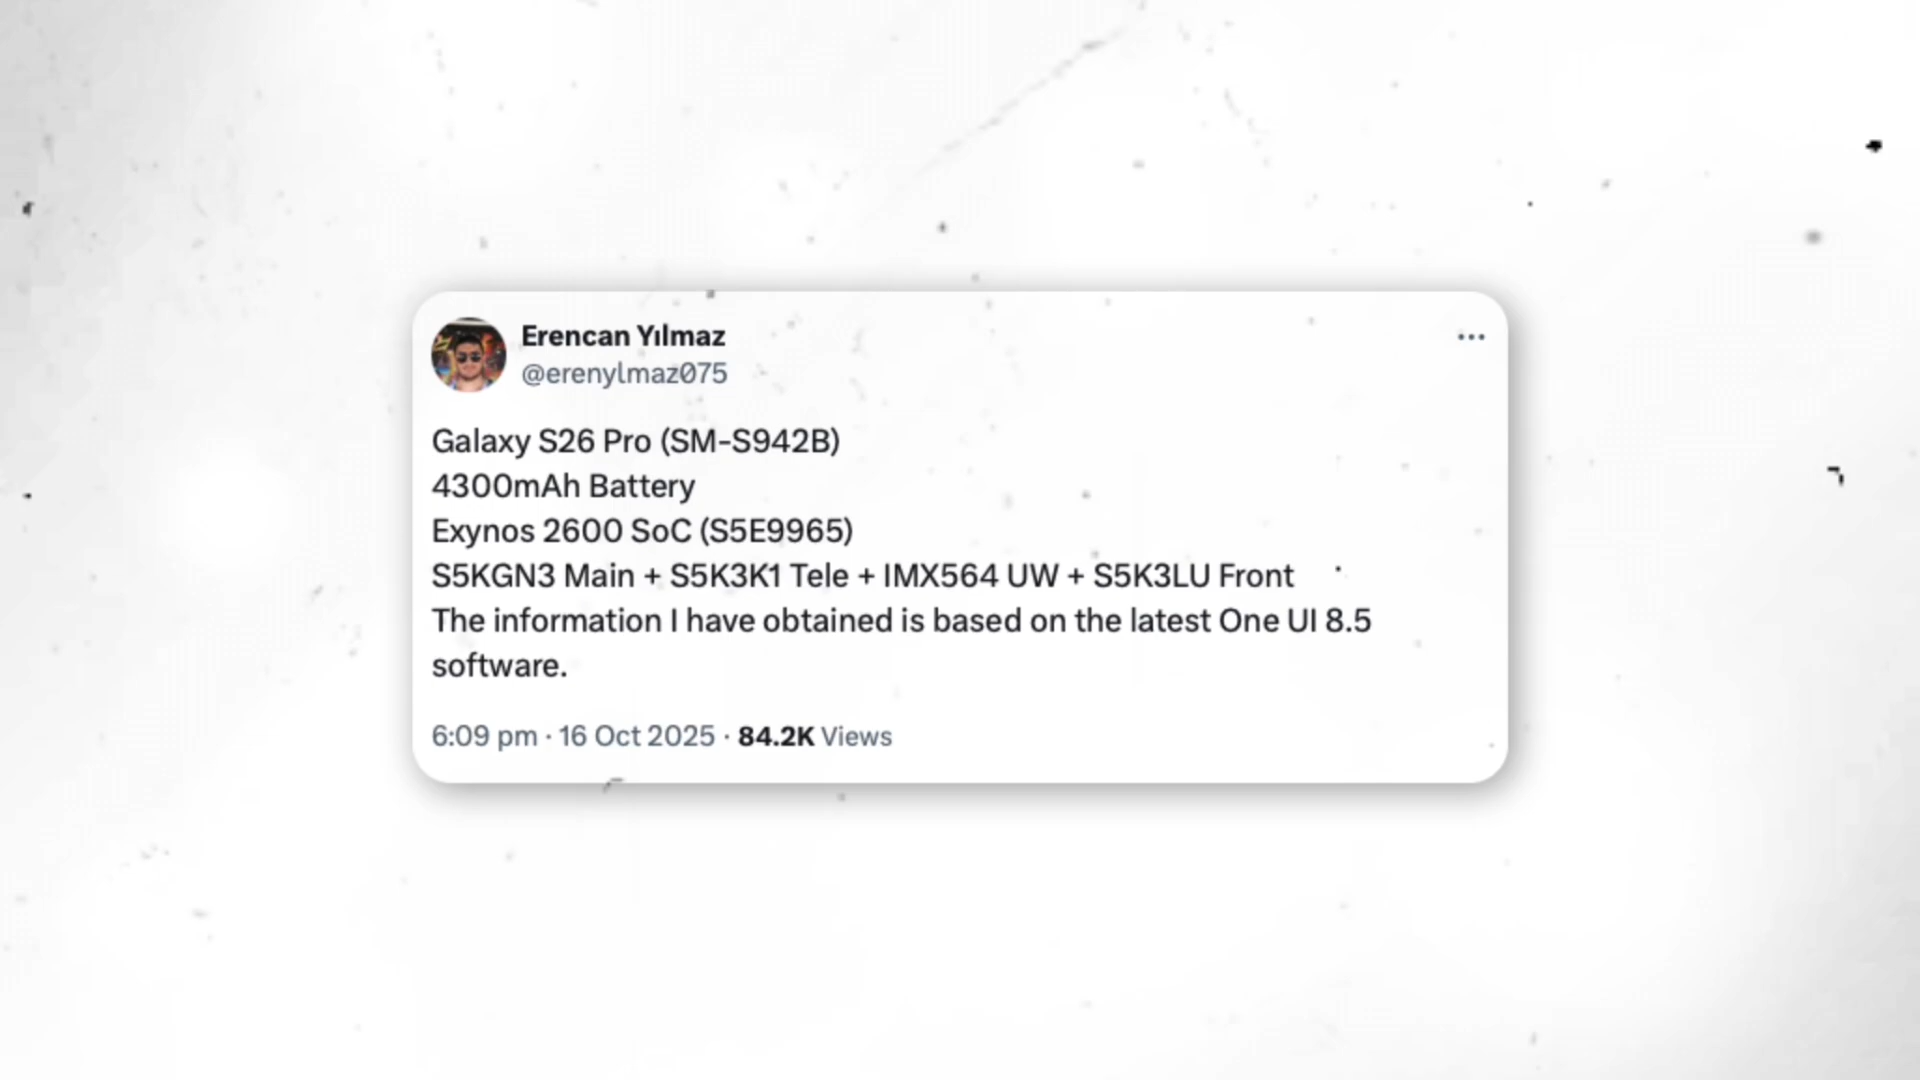 Erencan Yılmaz
@erenylmaz075
Galaxy S26 Pro (SM-S942B)
4300mAh Battery
Exynos 2600 SoC (S5E9965)
S5KGN3 Main + S5K3K1 Tele + IMX564 UW + S5K3LU Front
The information I have obtained is based on the latest One UI 8.5
software.
6:09 pm · 16 Oct 2025 · 84.2K Views